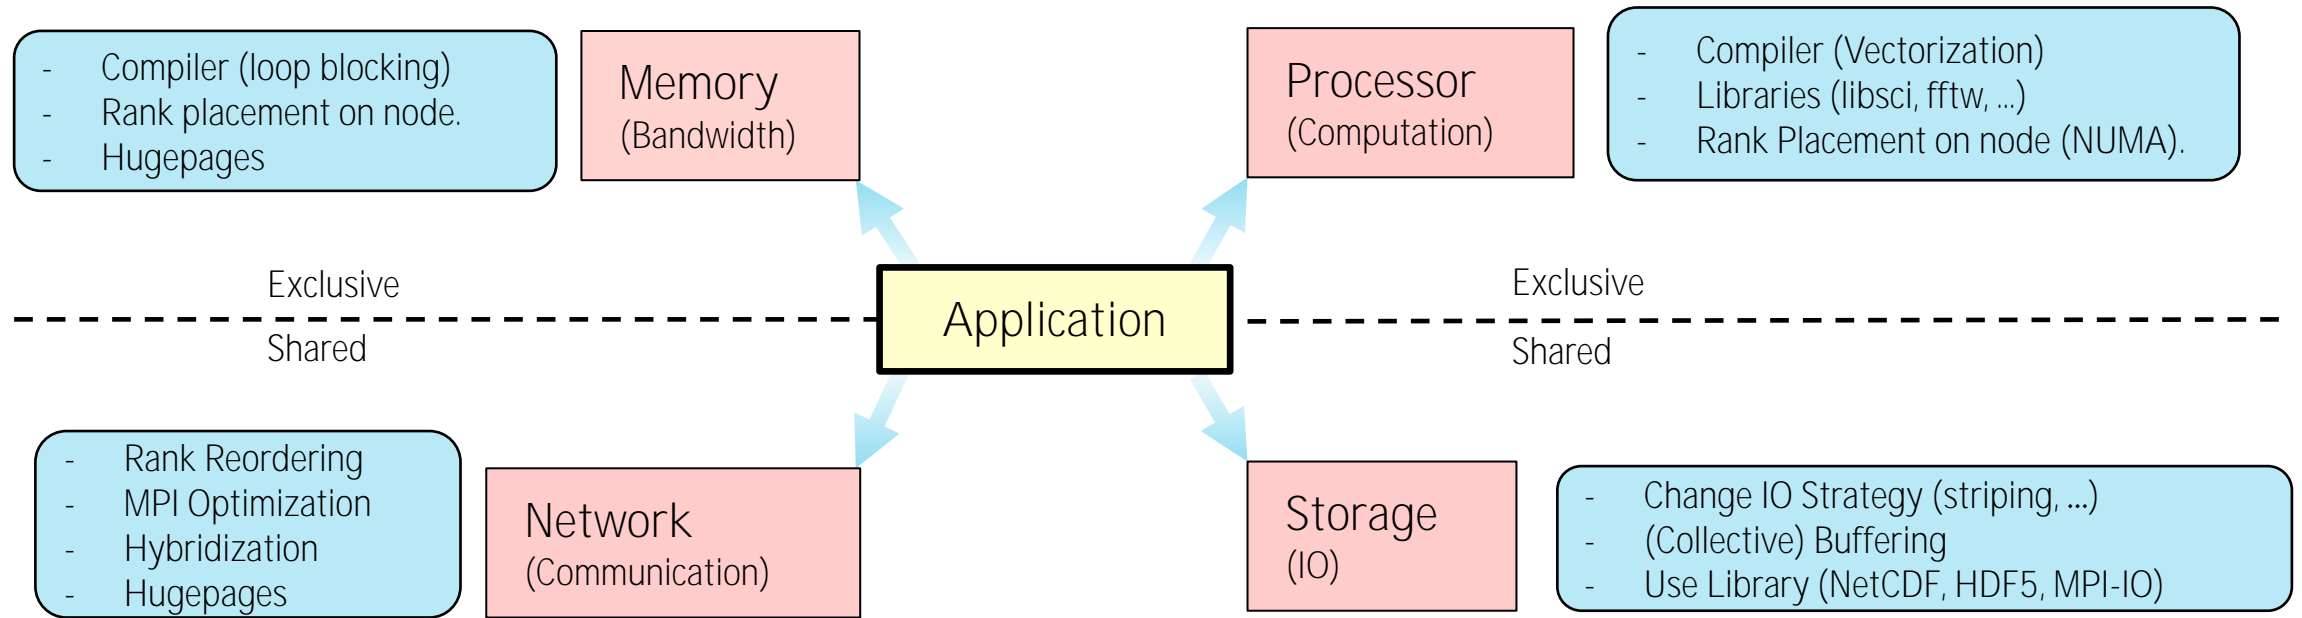 - Compiler (loop blocking)
- Rank placement on node.
- Hugepages
Memory
(Bandwidth)
Processor
(Computation)
- Compiler (Vectorization)
- Libraries (libsci, fftw, ...)
- Rank Placement on node (NUMA).
Exclusive
Shared
Application
Exclusive
Shared
- Rank Reordering
- MPI Optimization
- Hybridization
- Hugepages
Network
(Communication)
Storage
(IO)
- Change IO Strategy (striping, ...)
- (Collective) Buffering
- Use Library (NetCDF, HDF5, MPI-IO)